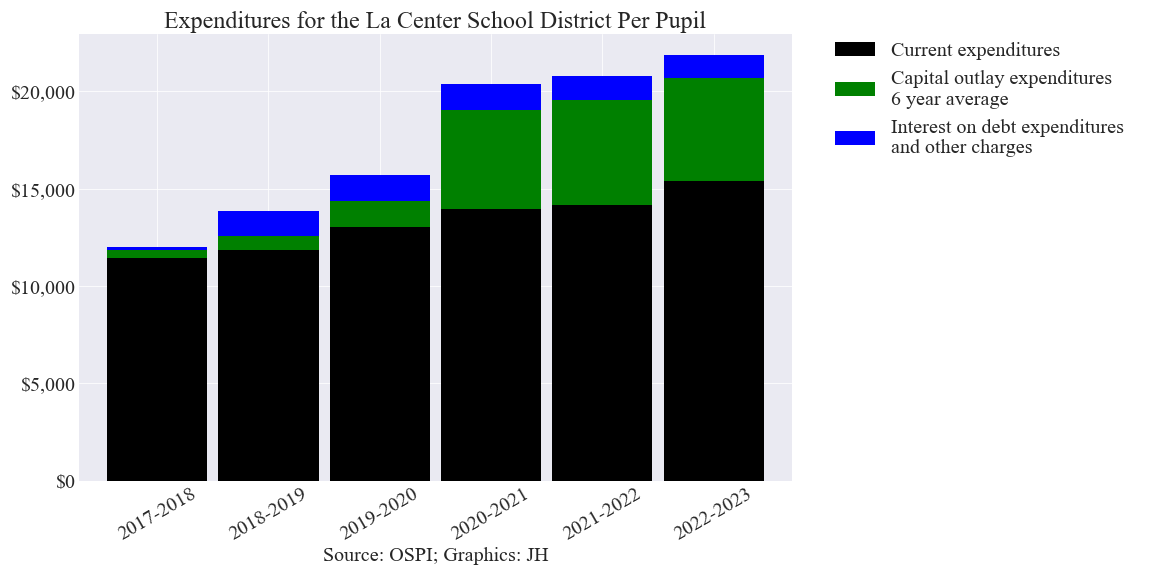 Expenditures for the La Center School District Per Pupil
Current expenditures
Capital outlay expenditures
6 year average
Interest on debt expenditures
and other charges
$20,000
$15,000
$10,000
$5,000
$0
2017-2018
2018-2019
2019-2020
2020-2021
2021-2022
2022-2023
Source: OSPI; Graphics: JH